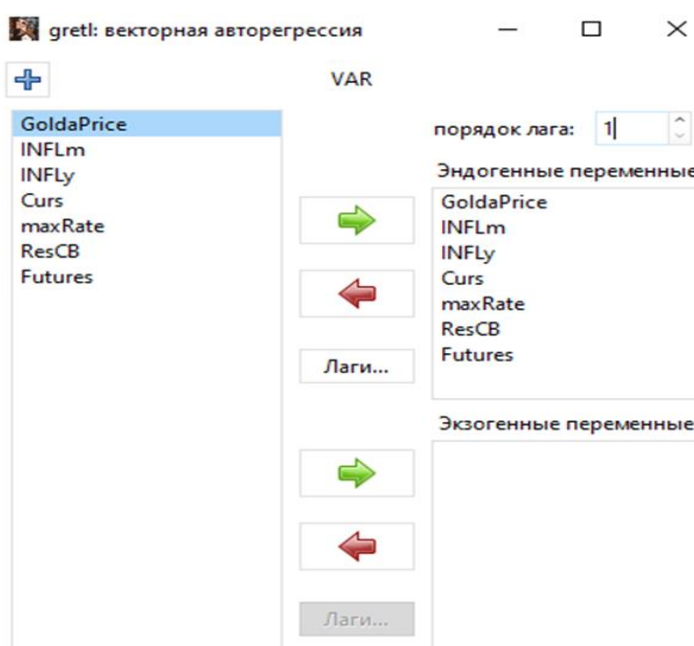 gretl: векторная авторегрессия
VAR
GoldaPrice
INFLm
INFLy
Curs
maxRate
ResCB
Futures
порядок лага: 1
Эндогенные переменные
GoldaPrice
INFLm
INFLy
Curs
maxRate
ResCB
Futures
Лаги...
Экзогенные переменные
Лаги...